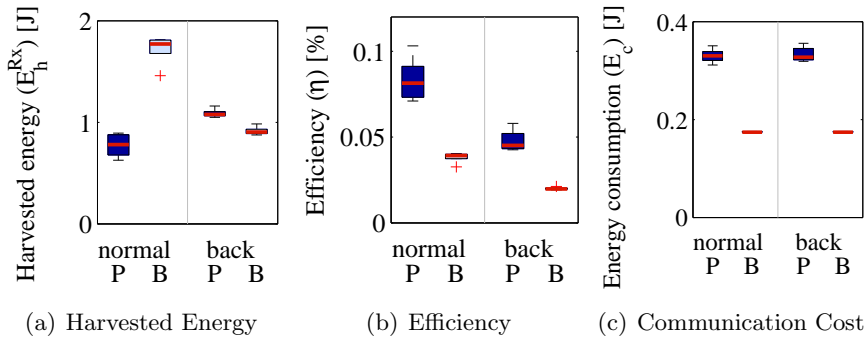 Harvested energy (E_h^Rx) [J]
2
1
0
normal back
P B P B
(a) Harvested Energy
Efficiency (η) [%]
0.1
0.05
0
normal back
P B P B
(b) Efficiency
Energy consumption (E_c) [J]
0.4
0.2
0
normal back
P B P B
(c) Communication Cost